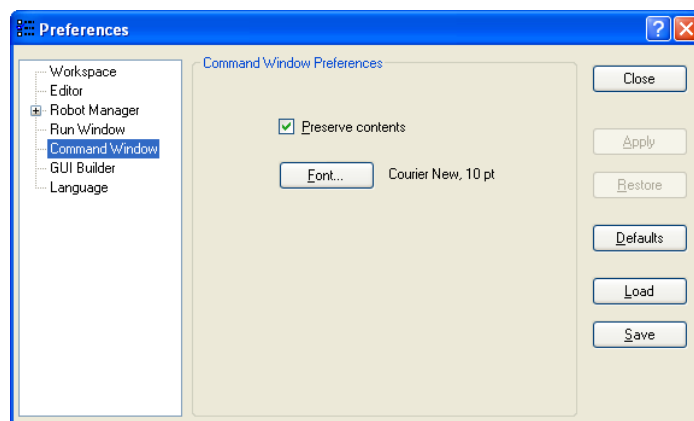 Preferences
Workspace
Editor
Robot Manager
Run Window
Command Window
GUI Builder
Language
Command Window Preferences
Preserve contents
Font... Courier New, 10 pt
Close
Apply
Restore
Defaults
Load
Save